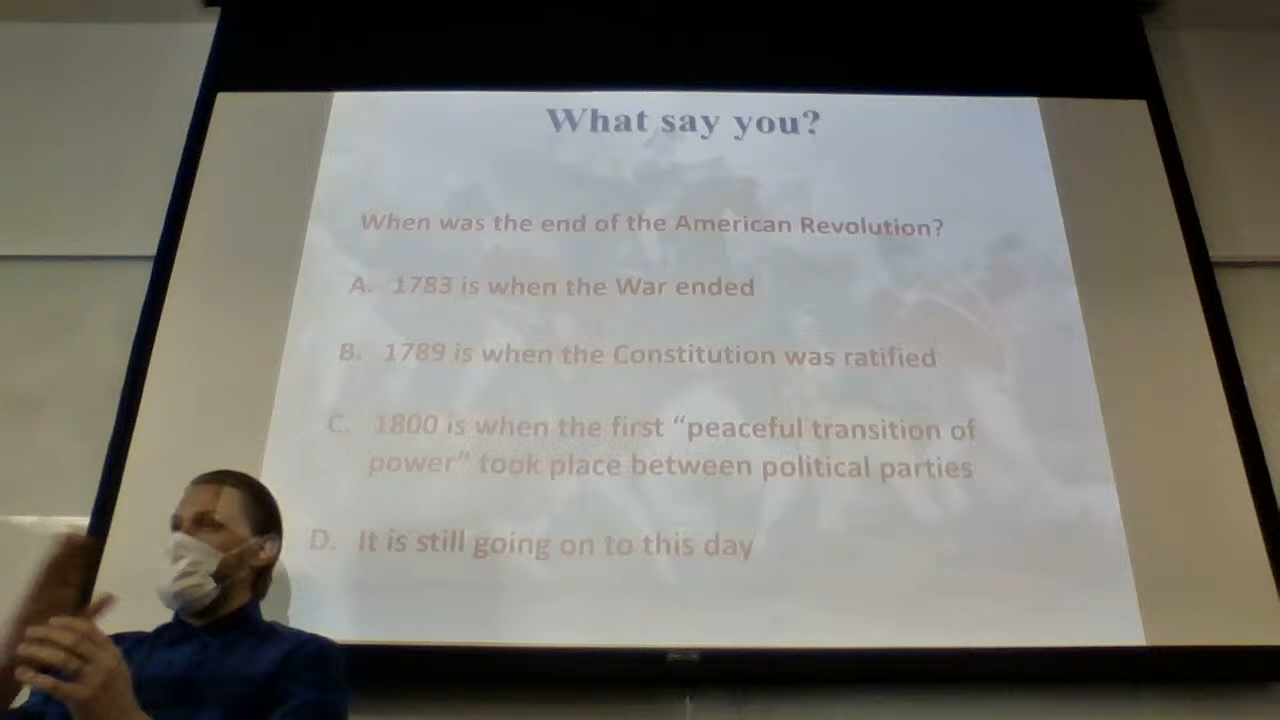 What say you?
When was the end of the American Revolution?
A. 1783 is when the War ended
B. 1789 is when the Constitution was ratified
C. 1800 is when the first “peaceful transition of
power” took place between political parties
D. It is still going on to this day